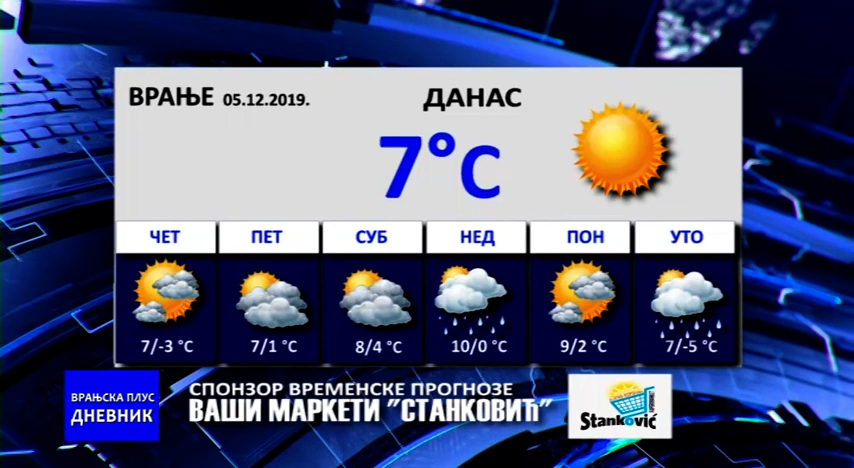 ВРАЊЕ 05.12.2019.
ДАНАС
7°C
ЧЕТ ПЕТ СУБ НЕД ПОН УТО
7/-3 °C 7/1 °C 8/4 °C 10/0 °C 9/2 °C 7/-5 °C
ВРАЊСКА ПЛУС
ДНЕВНИК
СПОНЗОР ВРЕМЕНСКЕ ПРОГНОЗЕ
ВАШИ МАРКЕТИ "СТАНКОВИЋ"
Stanković